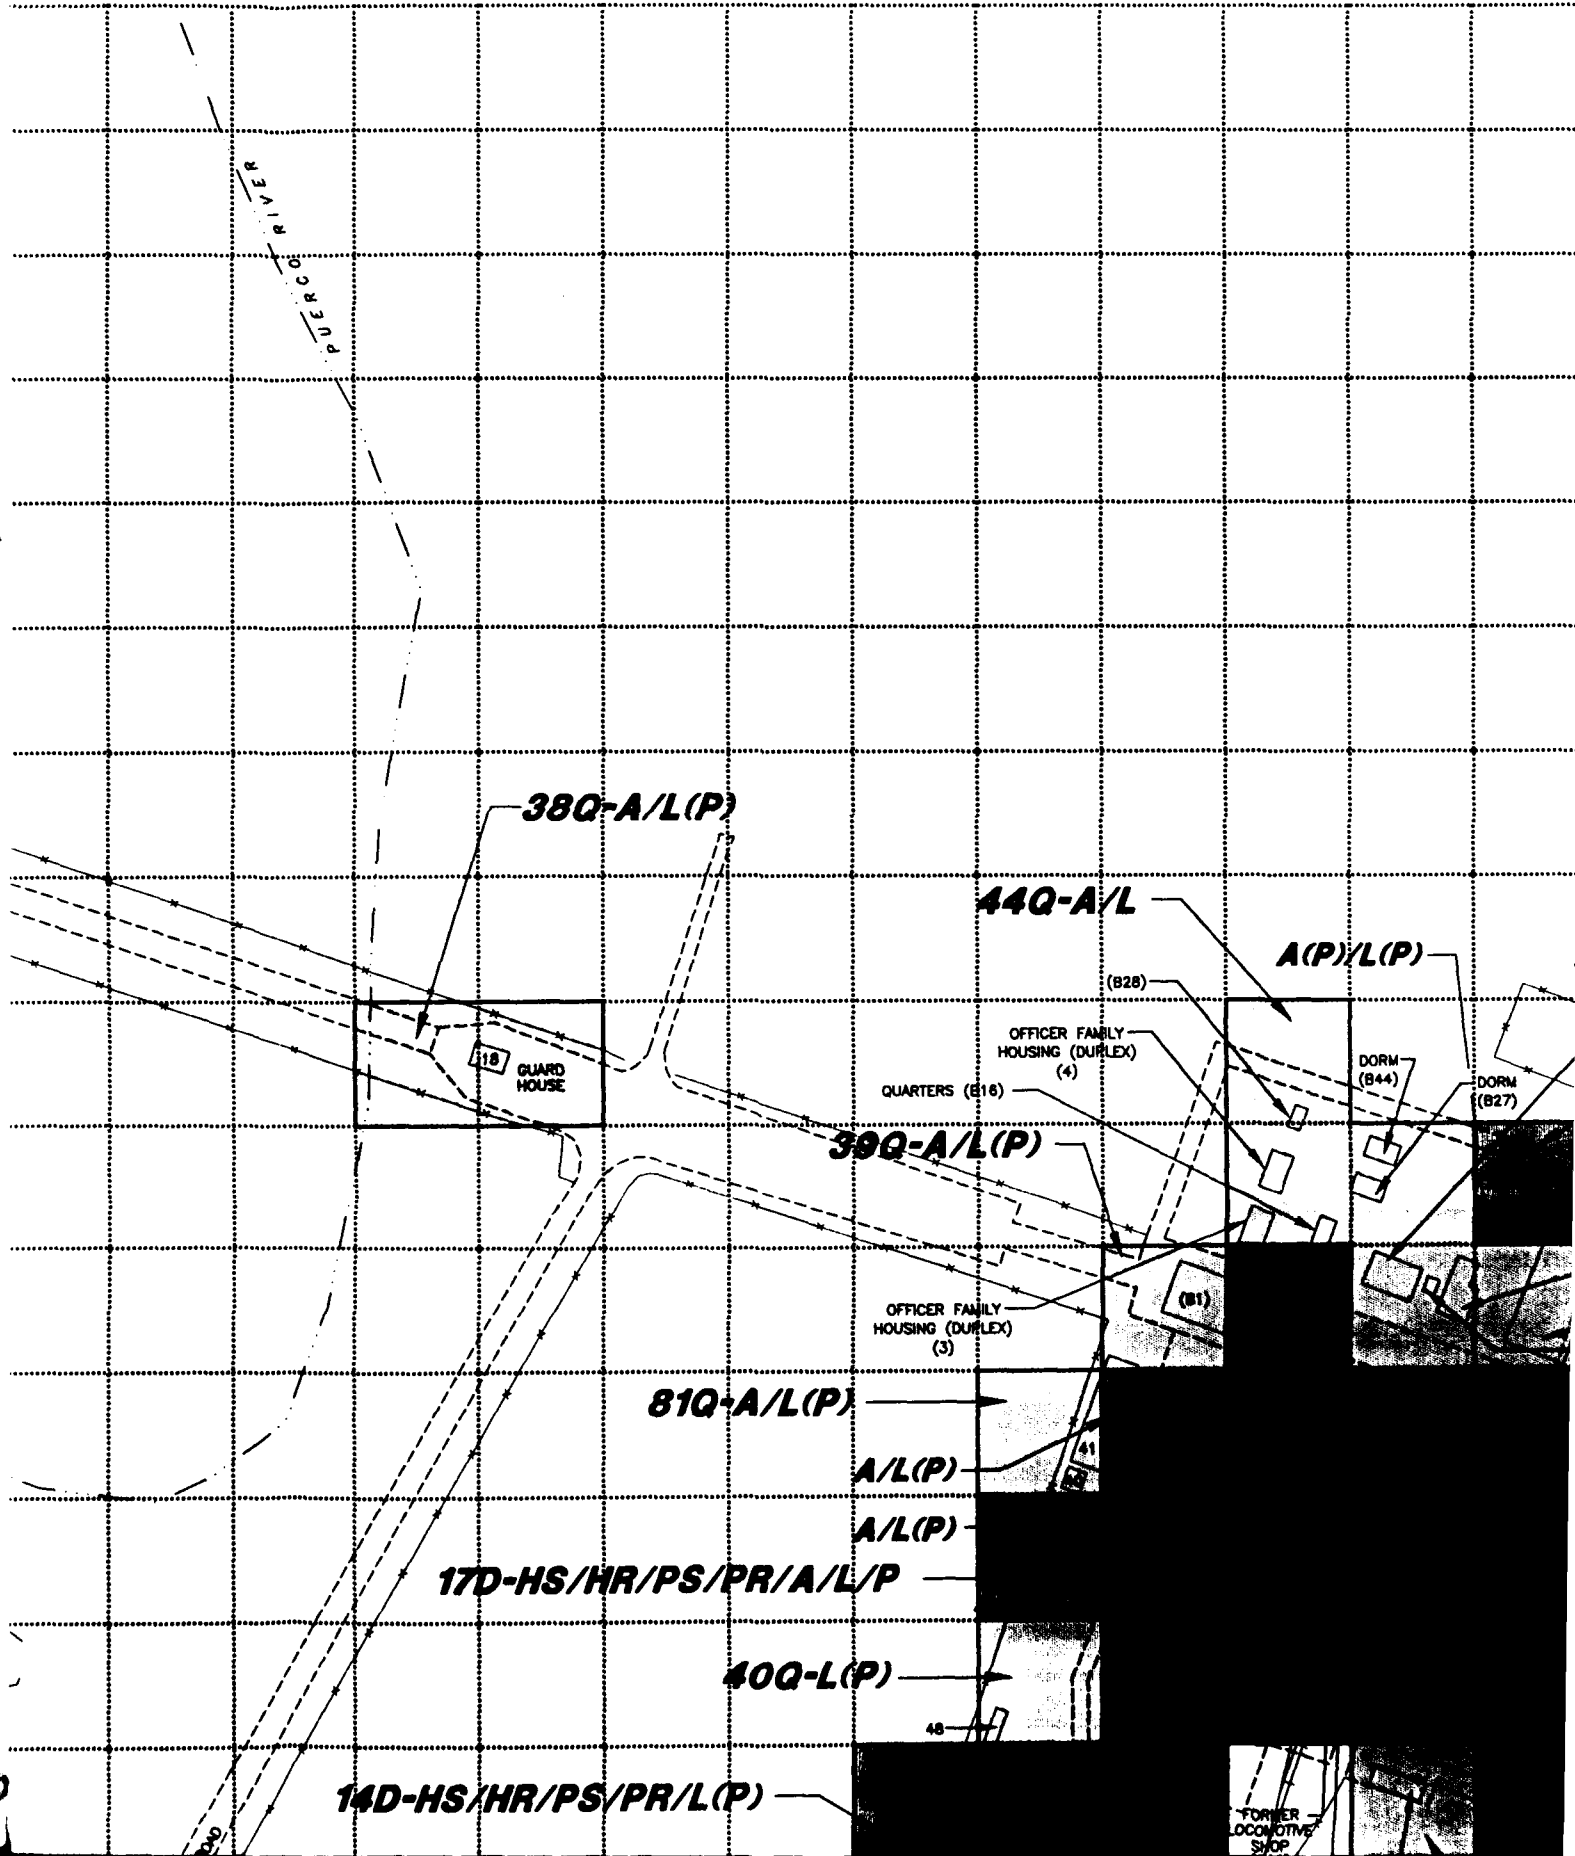 PUERCO RIVER
38Q-A/L(P)
44Q-A/L
A(P)/L(P)
(B28)
18
GUARD
HOUSE
OFFICER FAMILY
HOUSING (DUPLEX)
(4)
DORM
(B44)
DORM
(B27)
QUARTERS (B16)
39Q-A/L(P)
(B1)
OFFICER FAMILY
HOUSING (DUPLEX)
(3)
81Q-A/L(P)
41
A/L(P)
A/L(P)
17D-HS/HR/PS/PR/A/L/P
40Q-L(P)
48
14D-HS/HR/PS/PR/L(P)
FORMER
LOCOMOTIVE
SHOP